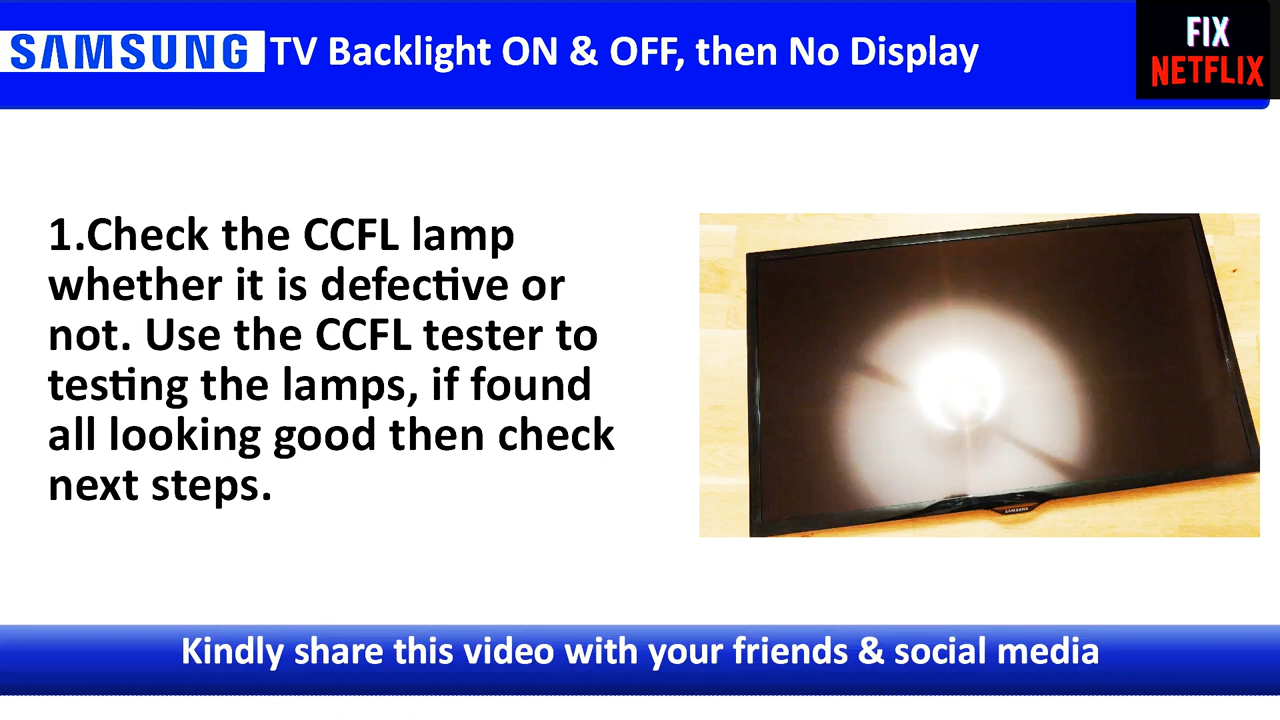 SAMSUNG TV Backlight ON & OFF, then No Display
FIX
NETFLIX
1.Check the CCFL lamp
whether it is defective or
not. Use the CCFL tester to
testing the lamps, if found
all looking good then check
next steps.
SAMSUNG
Kindly share this video with your friends & social media